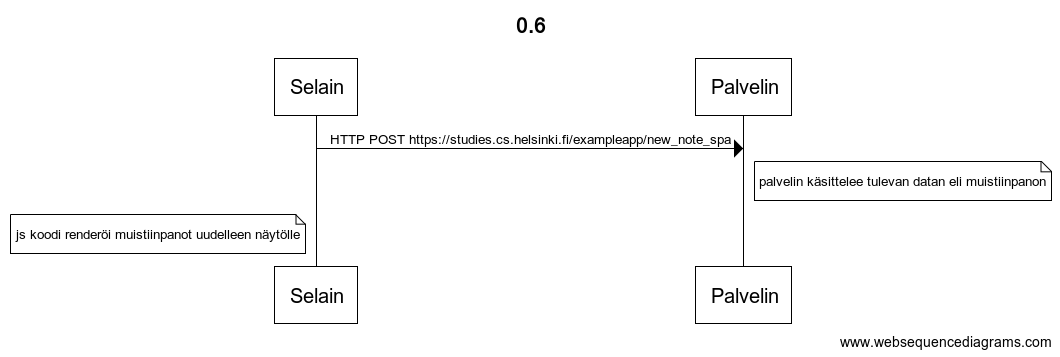 0.6
Selain
Palvelin
HTTP POST https://studies.cs.helsinki.fi/exampleapp/new_note_spa
palvelin käsittelee tulevan datan eli muistiinpanon
js koodi renderöi muistiinpanot uudelleen näytölle
Selain
Palvelin
www.websequencediagrams.com